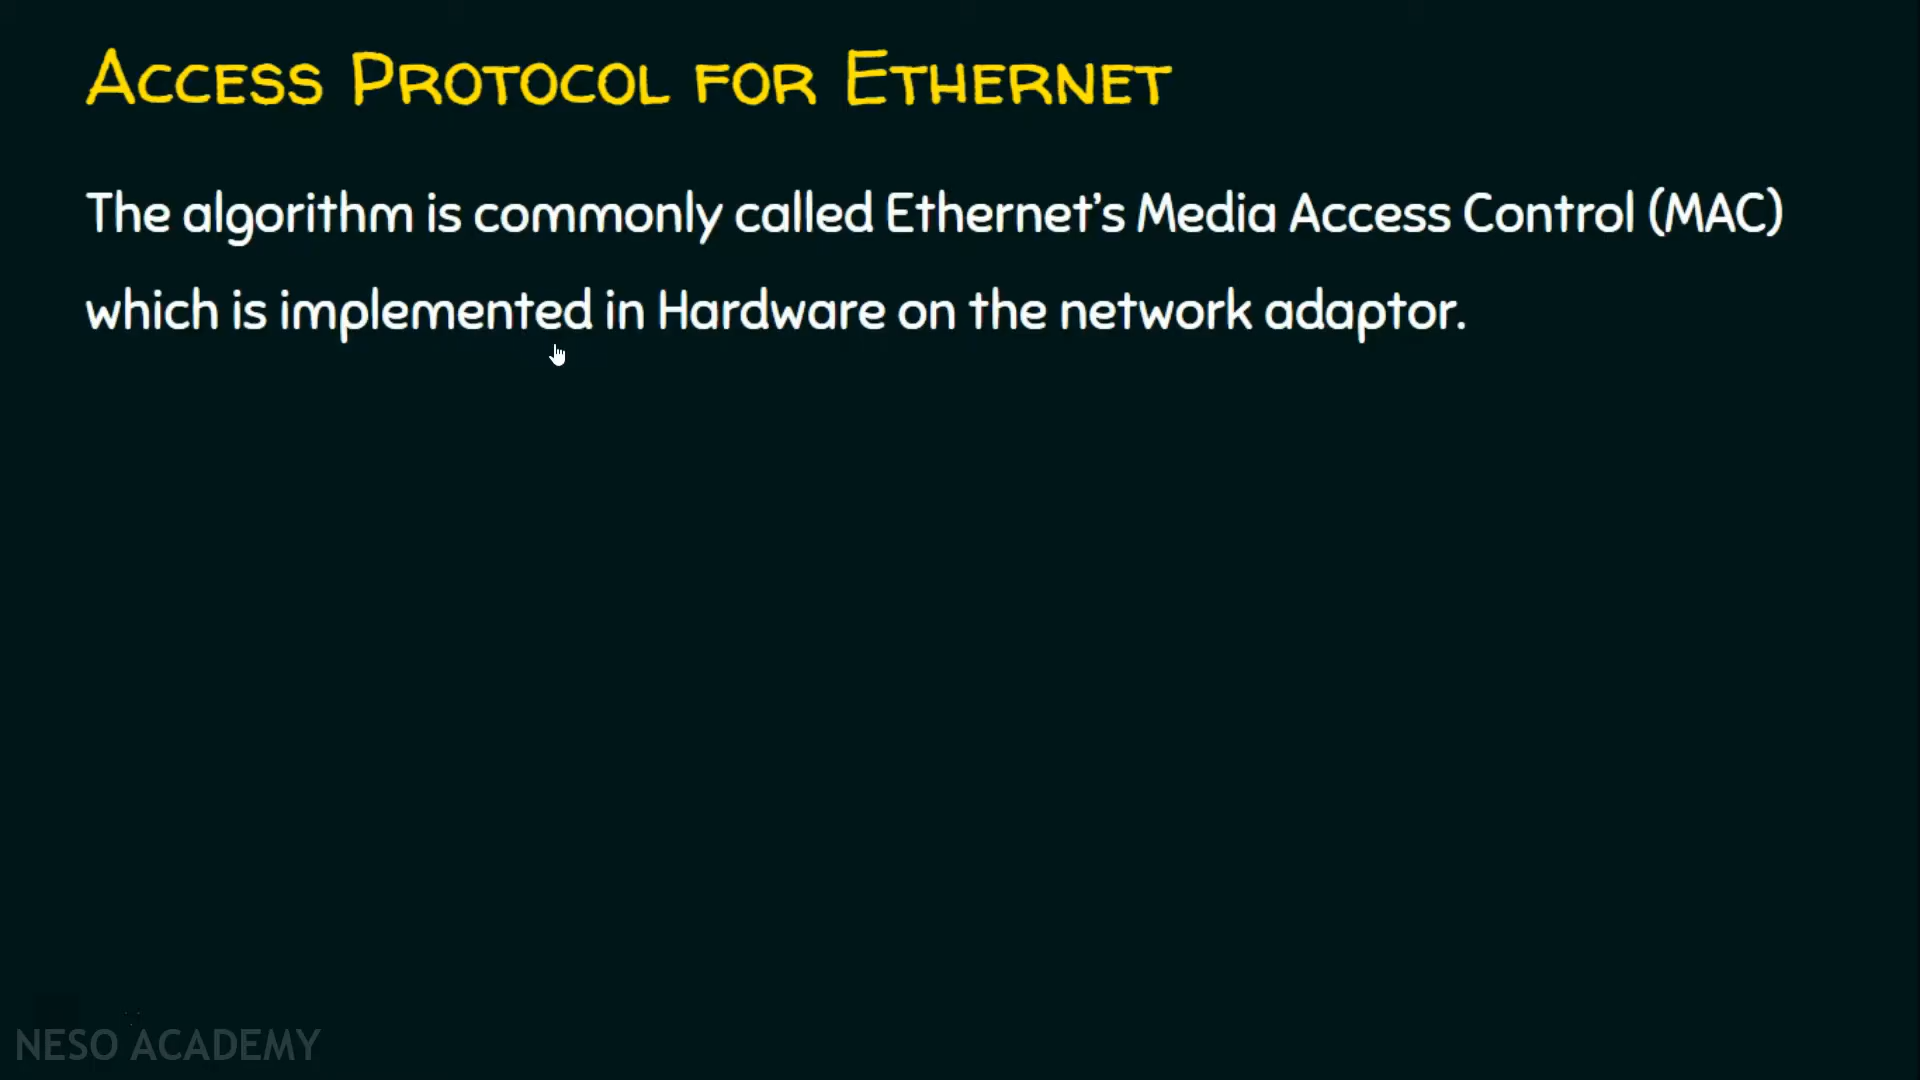 Access Protocol for Ethernet
The algorithm is commonly called Ethernet's Media Access Control (MAC)
which is implemented in Hardware on the network adaptor.
NESO ACADEMY